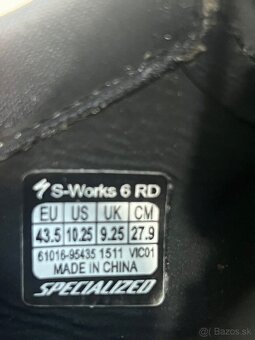 S-Works 6 RD
EU US UK CM
43.5 10.25 9.25 27.9
61016-95435 1511 VIC01
MADE IN CHINA
SPECIALIZED
Bazos.sk